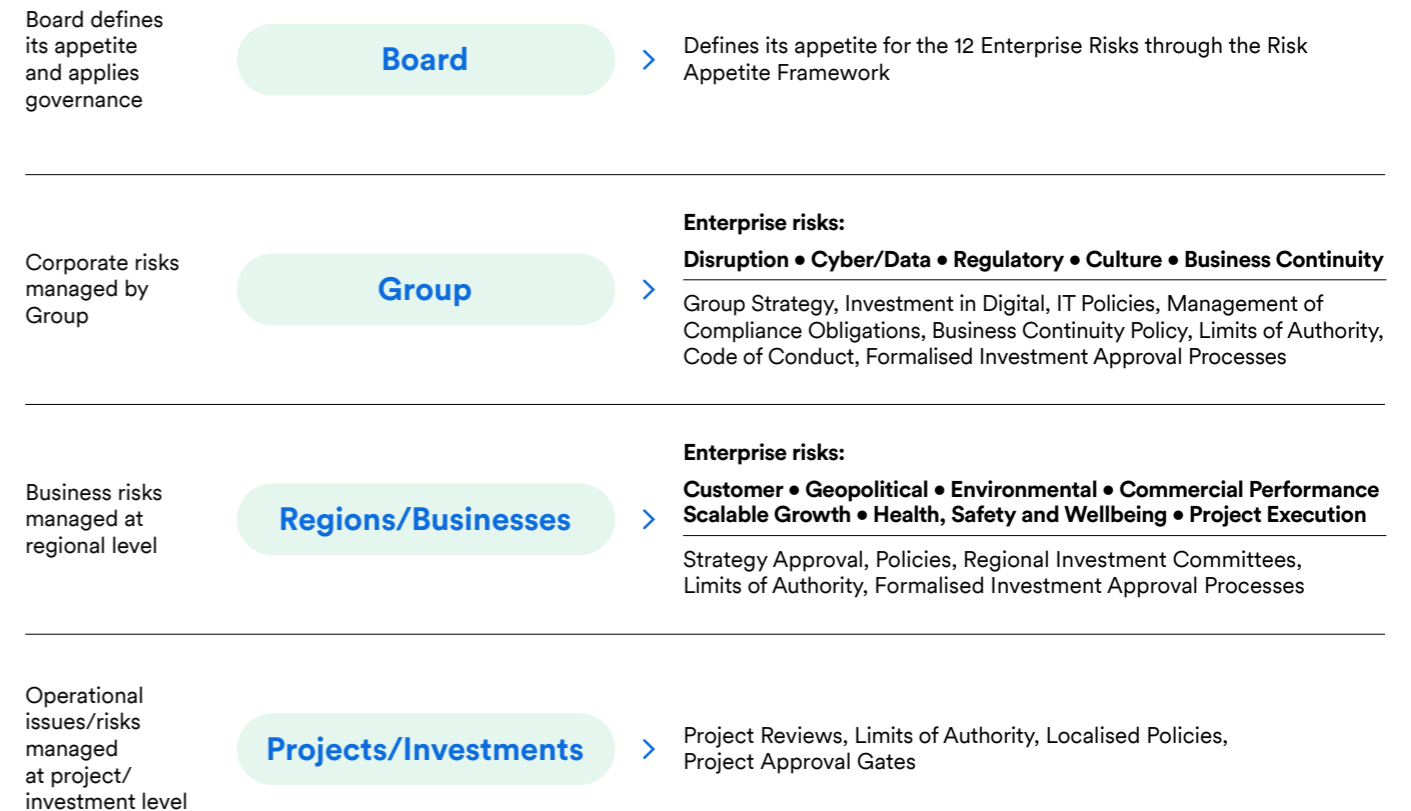 Board defines
its appetite
and applies
governance
Board
Defines its appetite for the 12 Enterprise Risks through the Risk
Appetite Framework
Corporate risks
managed by
Group
Group
Enterprise risks:
Disruption • Cyber/Data • Regulatory • Culture • Business Continuity
Group Strategy, Investment in Digital, IT Policies, Management of
Compliance Obligations, Business Continuity Policy, Limits of Authority,
Code of Conduct, Formalised Investment Approval Processes
Business risks
managed at
regional level
Regions/Businesses
Enterprise risks:
Customer • Geopolitical • Environmental • Commercial Performance
Scalable Growth • Health, Safety and Wellbeing • Project Execution
Strategy Approval, Policies, Regional Investment Committees,
Limits of Authority, Formalised Investment Approval Processes
Operational
issues/risks
managed
at project/
investment level
Projects/Investments
Project Reviews, Limits of Authority, Localised Policies,
Project Approval Gates